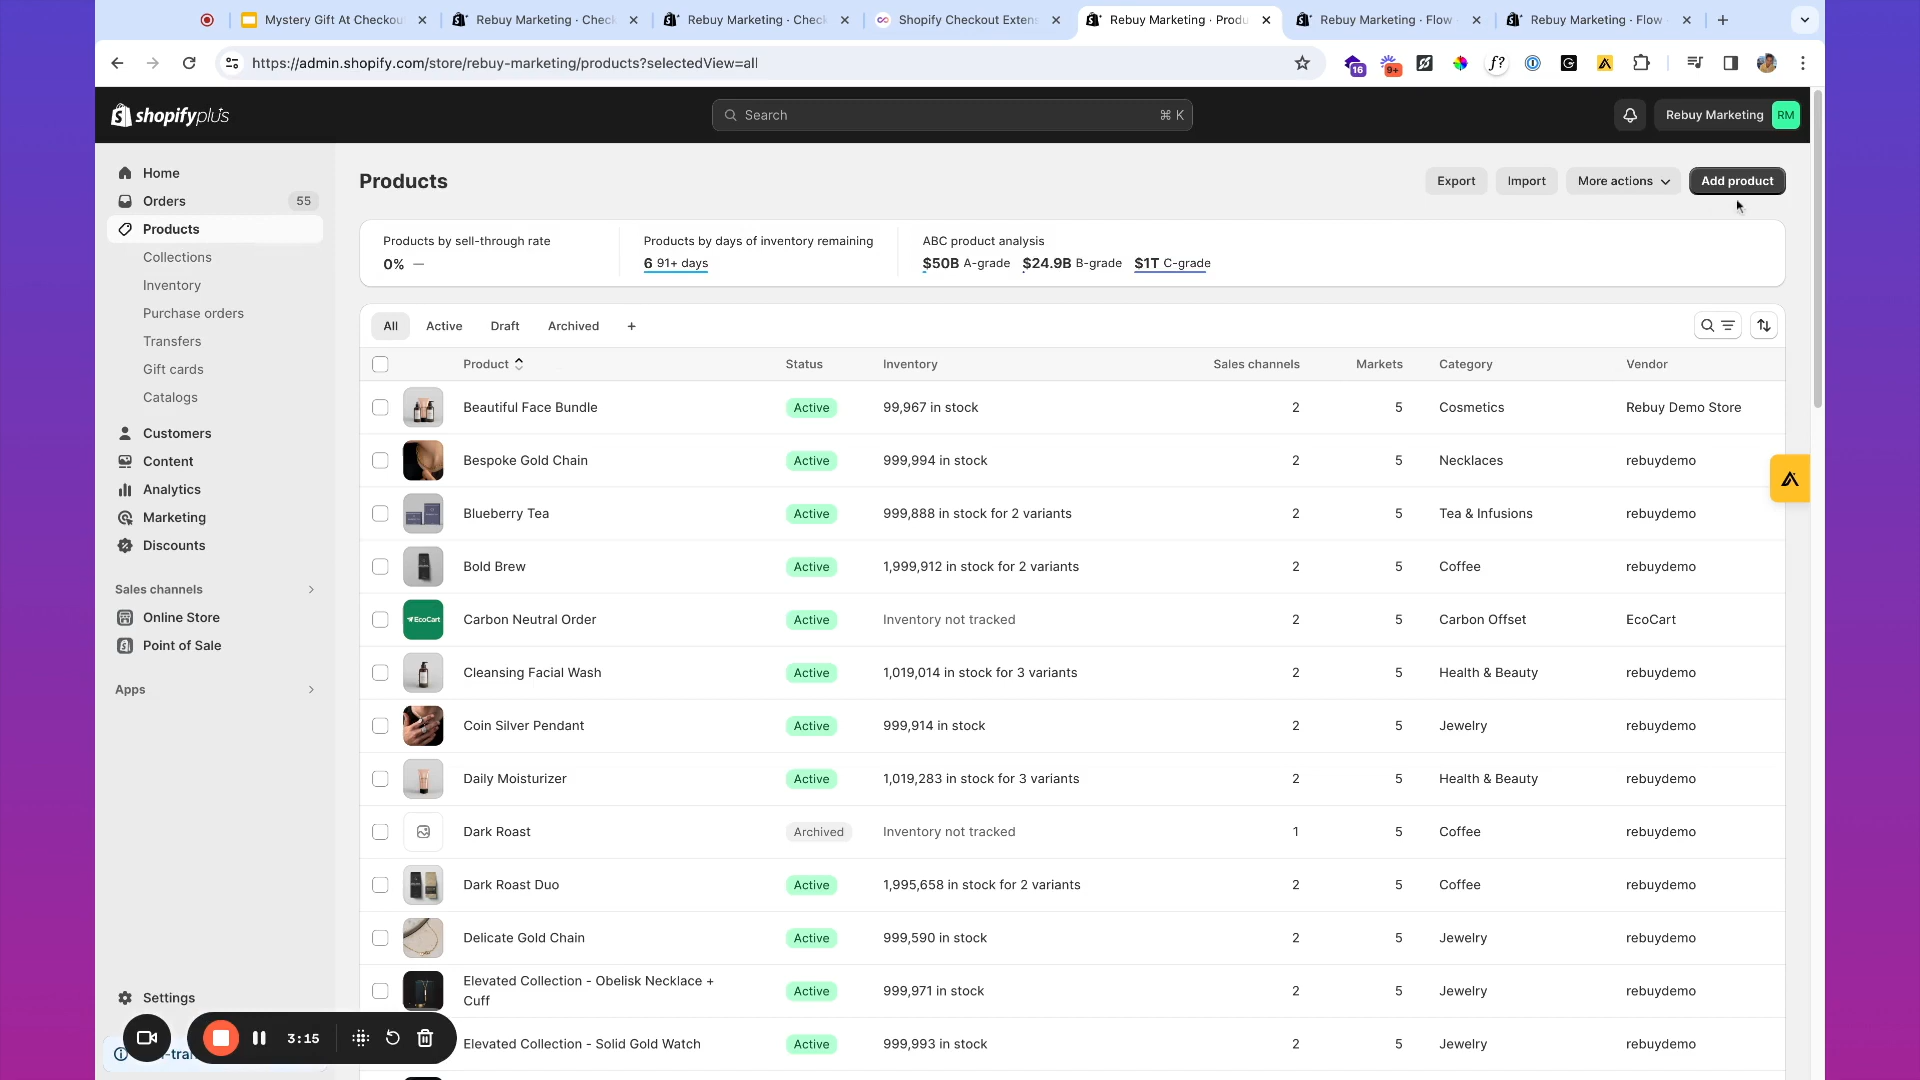 Mystery Gift At Checkou
Rebuy Marketing · Check
Rebuy Marketing · Check
Shopify Checkout Extens
Rebuy Marketing · Produ
Rebuy Marketing · Flow
Rebuy Marketing · Flow
https://admin.shopify.com/store/rebuy-marketing/products?selectedView=all
16
9+
f?
shopifyplus
Search
⌘ K
Rebuy Marketing
RM
Home
Orders
55
Products
Collections
Inventory
Purchase orders
Transfers
Gift cards
Catalogs
Customers
Content
Analytics
Marketing
Discounts
Sales channels
Online Store
Point of Sale
Apps
Settings
Products
Export
Import
More actions
Add product
Products by sell-through rate
0% —
Products by days of inventory remaining
6 91+ days
ABC product analysis
$50B A-grade $24.9B B-grade $1T C-grade
All
Active
Draft
Archived
+
Product Status Inventory Sales channels Markets Category Vendor
Beautiful Face Bundle Active 99,967 in stock 2 5 Cosmetics Rebuy Demo Store
Bespoke Gold Chain Active 999,994 in stock 2 5 Necklaces rebuydemo
Blueberry Tea Active 999,888 in stock for 2 variants 2 5 Tea & Infusions rebuydemo
Bold Brew Active 1,999,912 in stock for 2 variants 2 5 Coffee rebuydemo
EcoCart Carbon Neutral Order Active Inventory not tracked 2 5 Carbon Offset EcoCart
Cleansing Facial Wash Active 1,019,014 in stock for 3 variants 2 5 Health & Beauty rebuydemo
Coin Silver Pendant Active 999,914 in stock 2 5 Jewelry rebuydemo
Daily Moisturizer Active 1,019,283 in stock for 3 variants 2 5 Health & Beauty rebuydemo
Dark Roast Archived Inventory not tracked 1 5 Coffee rebuydemo
Dark Roast Duo Active 1,995,658 in stock for 2 variants 2 5 Coffee rebuydemo
Delicate Gold Chain Active 999,590 in stock 2 5 Jewelry rebuydemo
Elevated Collection - Obelisk Necklace +
Cuff Active 999,971 in stock 2 5 Jewelry rebuydemo
Elevated Collection - Solid Gold Watch Active 999,993 in stock 2 5 Jewelry rebuydemo
3:15